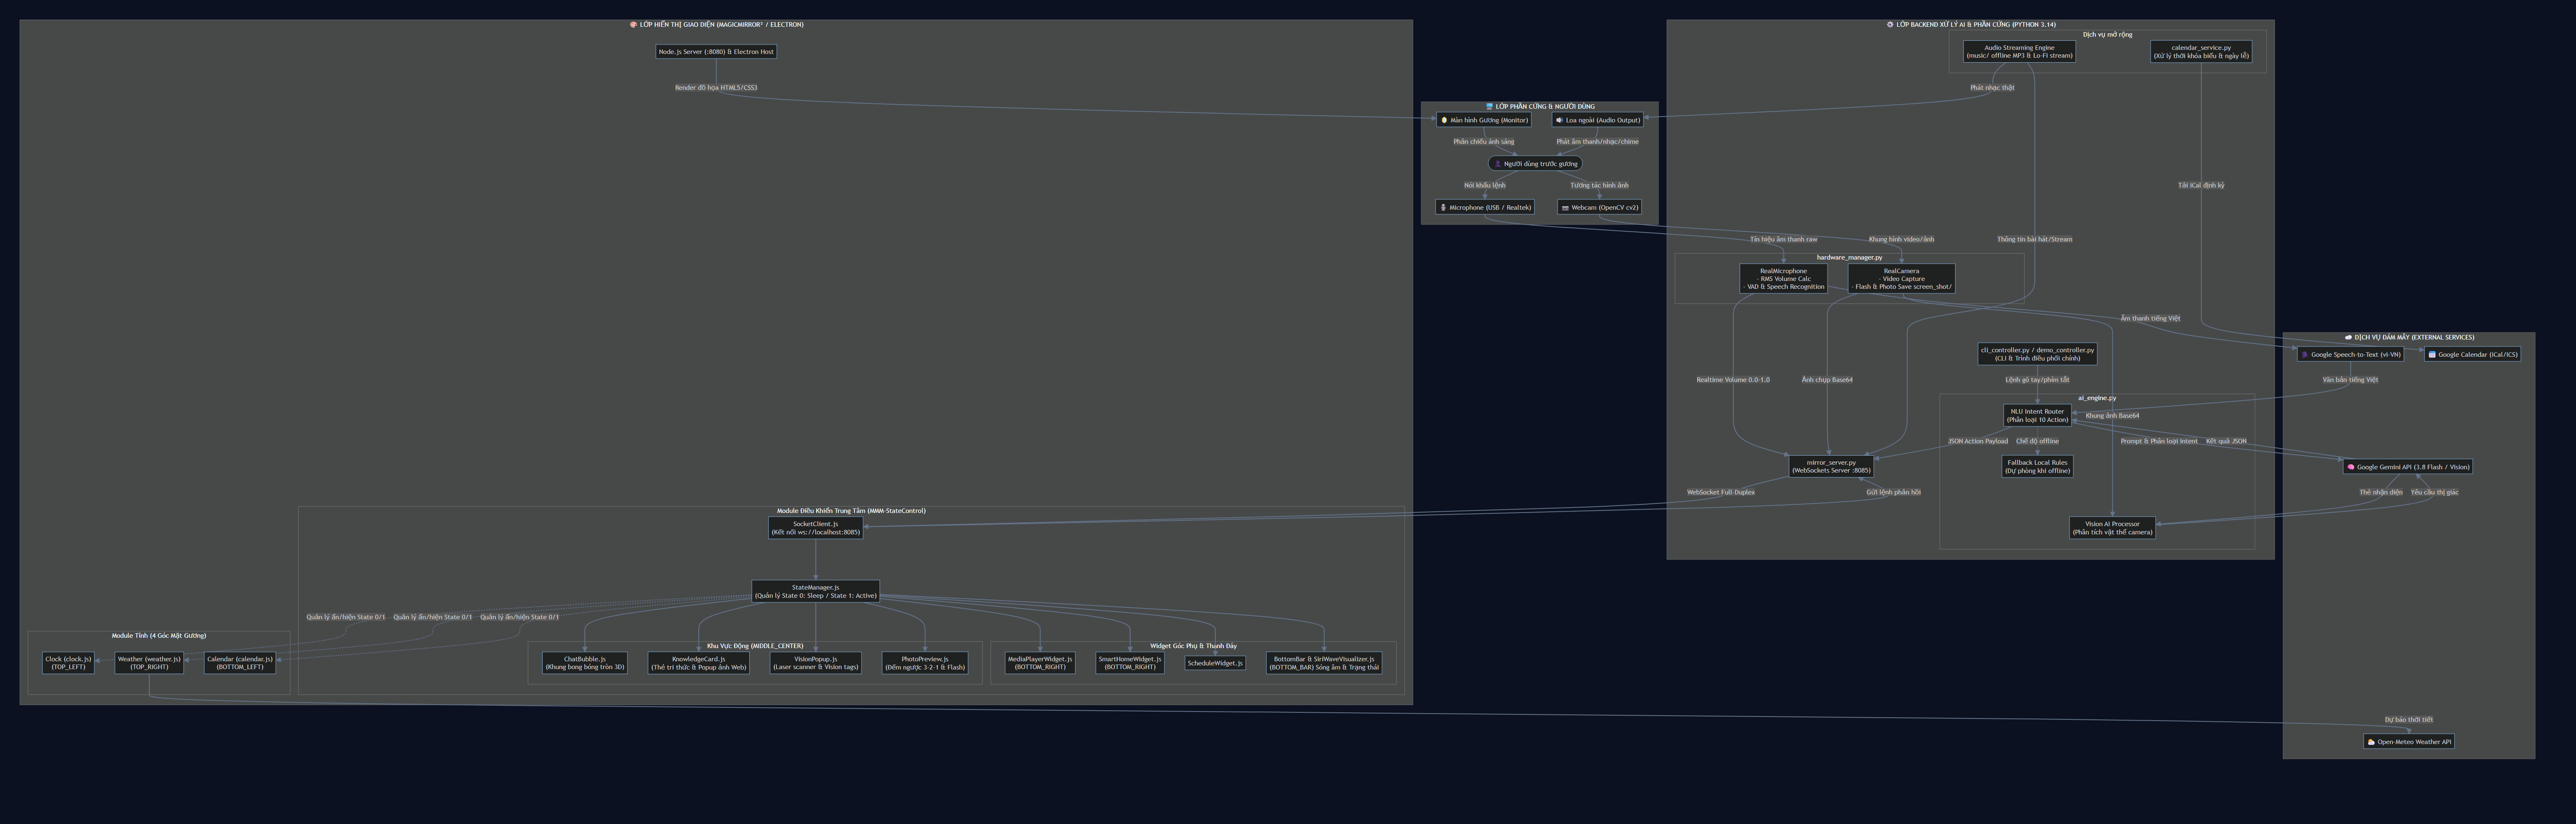 LỚP HIỂN THỊ GIAO DIỆN (MAGICMIRROR² / ELECTRON)
Node.js Server (:8080) & Electron Host
Render đồ họa HTML5/CSS3
LỚP PHẦN CỨNG & NGƯỜI DÙNG
Màn hình Gương (Monitor)
Loa ngoài (Audio Output)
Phản chiếu ánh sáng
Phát âm thanh/nhạc/chime
Người dùng trước gương
Nói khẩu lệnh
Tương tác hình ảnh
Microphone (USB / Realtek)
Webcam (OpenCV cv2)
LỚP BACKEND XỬ LÝ AI & PHẦN CỨNG (PYTHON 3.14)
Dịch vụ mở rộng
Audio Streaming Engine
(music/ offline MP3 & Lo-Fi stream)
calendar_service.py
(Xử lý thời khóa biểu & ngày lễ)
Phát nhạc thật
Tải iCal định kỳ
Tín hiệu âm thanh raw
Khung hình video/ảnh
Thông tin bài hát/Stream
hardware_manager.py
RealMicrophone
- RMS Volume Calc
- VAD & Speech Recognition
RealCamera
- Video Capture
- Flash & Photo Save screen_shot/
Âm thanh tiếng Việt
cli_controller.py / demo_controller.py
(CLI & Trình điều phối chính)
Realtime Volume 0.0-1.0
Ảnh chụp Base64
Lệnh gõ tay/phím tắt
ai_engine.py
NLU Intent Router
(Phân loại 10 Action)
Khung ảnh Base64
JSON Action Payload
Chế độ offline
Prompt & Phân loại Intent
Kết quả JSON
mirror_server.py
(WebSockets Server :8085)
Fallback Local Rules
(Dự phòng khi offline)
WebSocket Full-Duplex
Gửi lệnh phản hồi
Vision AI Processor
(Phân tích vật thể camera)
DỊCH VỤ ĐÁM MÂY (EXTERNAL SERVICES)
Google Speech-to-Text (vi-VN)
Google Calendar (iCal/ICS)
Văn bản tiếng Việt
Google Gemini API (3.8 Flash / Vision)
Thẻ nhận diện
Yêu cầu thị giác
Dự báo thời tiết
Open-Meteo Weather API
Module Điều Khiển Trung Tâm (MMM-StateControl)
SocketClient.js
(Kết nối ws://localhost:8085)
StateManager.js
(Quản lý State 0: Sleep / State 1: Active)
Quản lý ẩn/hiện State 0/1
Quản lý ẩn/hiện State 0/1
Quản lý ẩn/hiện State 0/1
Module Tĩnh (4 Góc Mặt Gương)
Clock (clock.js)
(TOP_LEFT)
Weather (weather.js)
(TOP_RIGHT)
Calendar (calendar.js)
(BOTTOM_LEFT)
Khu Vực Động (MIDDLE_CENTER)
ChatBubble.js
(Khung bong bóng tròn 3D)
KnowledgeCard.js
(Thẻ tri thức & Popup ảnh Web)
VisionPopup.js
(Laser scanner & Vision tags)
PhotoPreview.js
(Đếm ngược 3-2-1 & Flash)
Widget Góc Phụ & Thanh Đáy
MediaPlayerWidget.js
(BOTTOM_RIGHT)
SmartHomeWidget.js
(BOTTOM_RIGHT)
ScheduleWidget.js
BottomBar & SiriWaveVisualizer.js
(BOTTOM_BAR) Sóng âm & Trạng thái